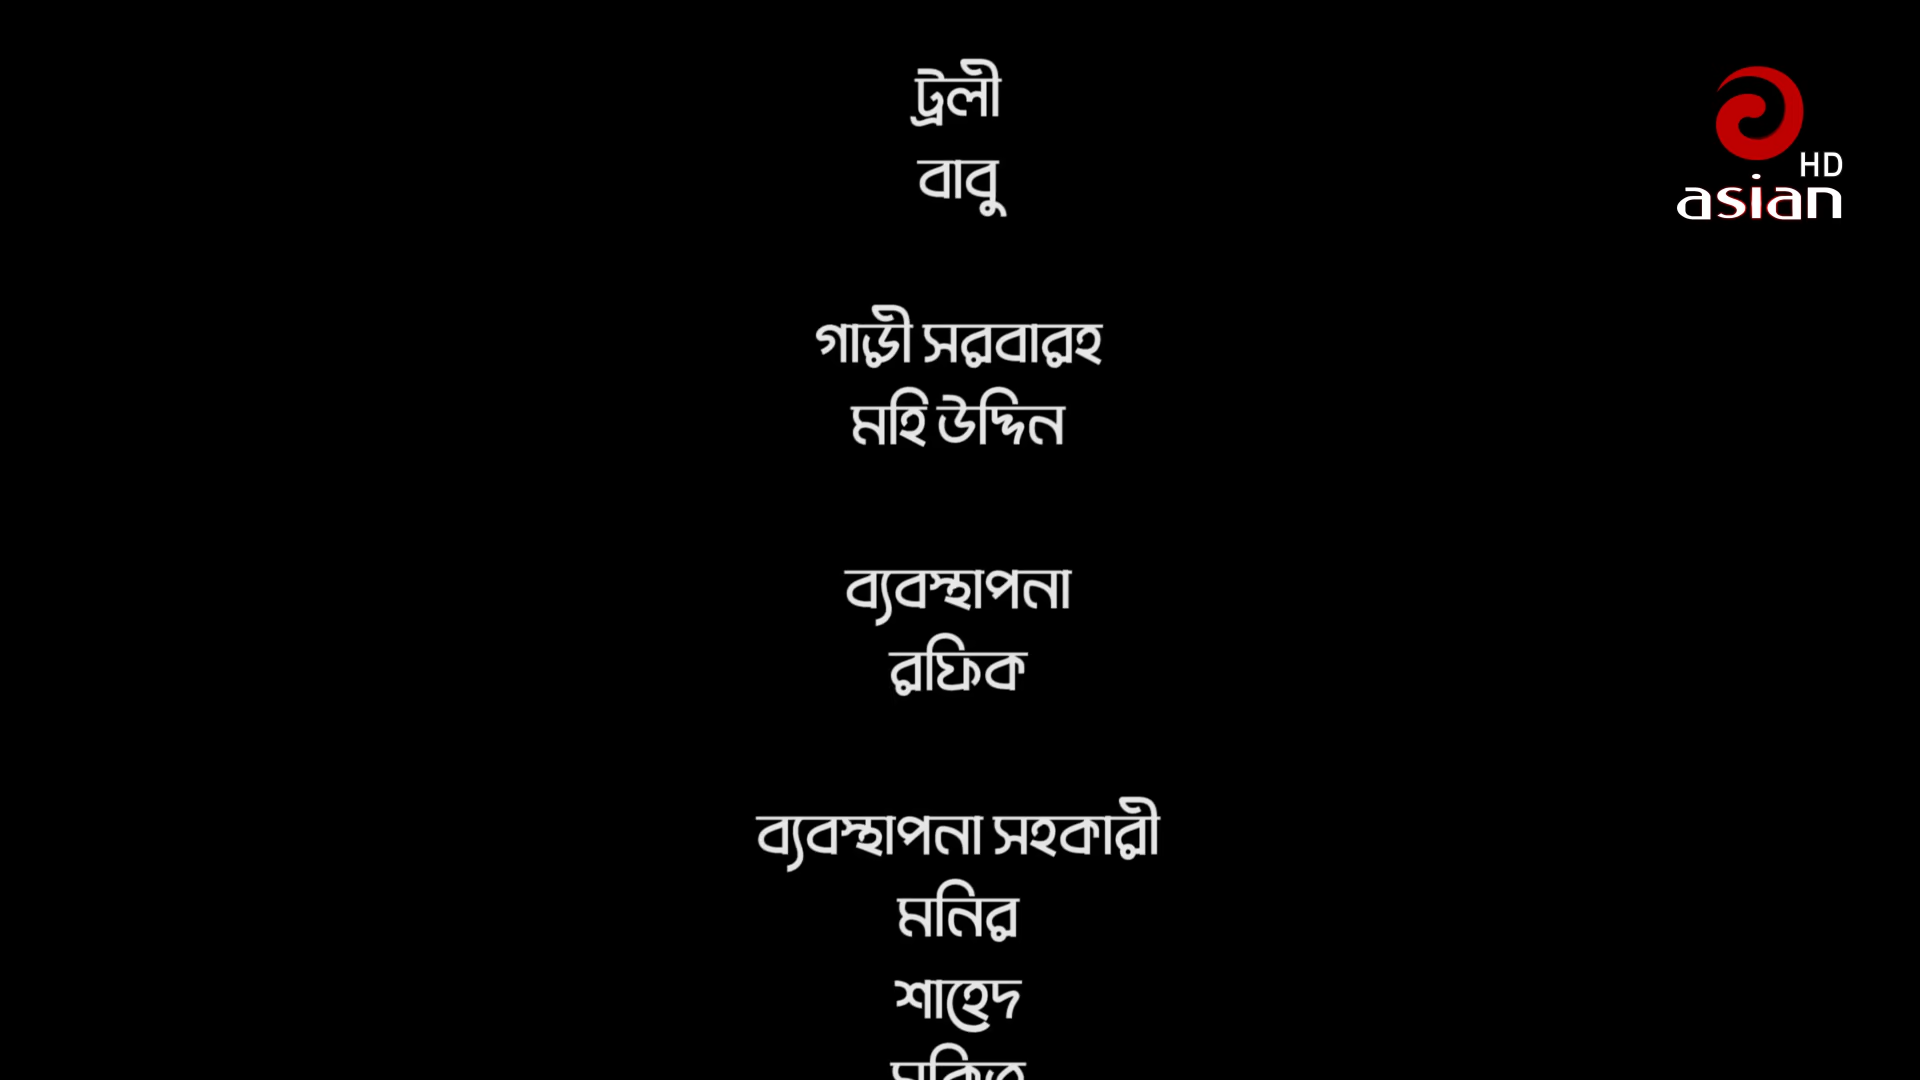 ট্রলী
বাবু
HD
asian
গাড়ী সরবারহ
মহি উদ্দিন
ব্যবস্থাপনা
রফিক
ব্যবস্থাপনা সহকারী
মনির
শাহেদ